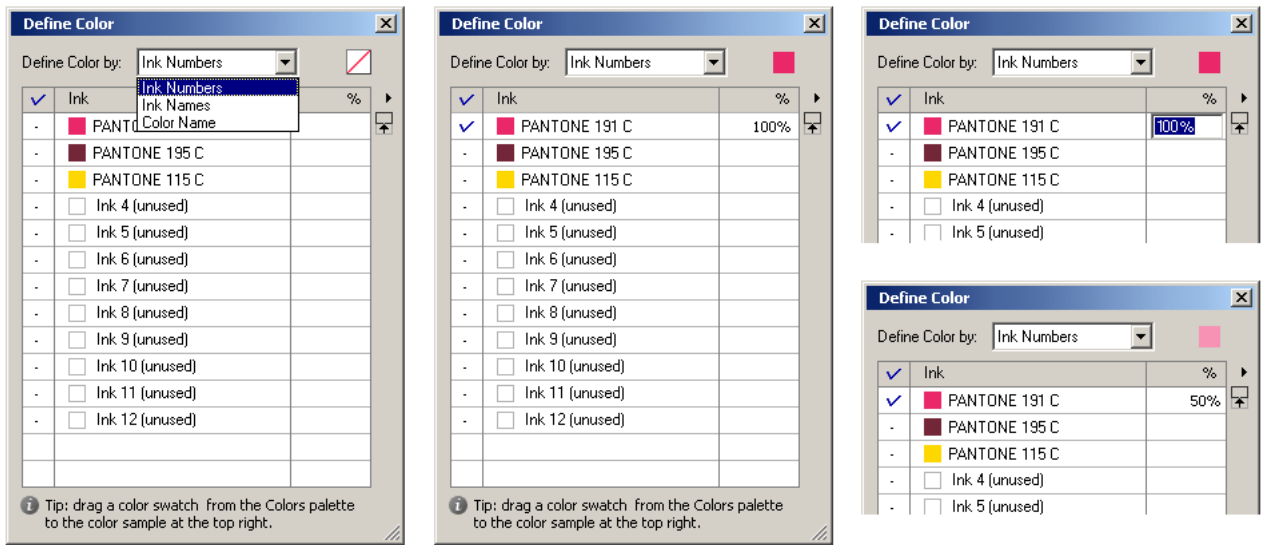 Define Color
Define Color by: Ink Numbers
Ink Numbers
Ink Names
Color Name
Ink %
PANTONE 195 C
PANTONE 115 C
Ink 4 (unused)
Ink 5 (unused)
Ink 6 (unused)
Ink 7 (unused)
Ink 8 (unused)
Ink 9 (unused)
Ink 10 (unused)
Ink 11 (unused)
Ink 12 (unused)
Tip: drag a color swatch from the Colors palette
to the color sample at the top right.
Define Color
Define Color by: Ink Numbers
Ink %
PANTONE 191 C 100%
PANTONE 195 C
PANTONE 115 C
Ink 4 (unused)
Ink 5 (unused)
Ink 6 (unused)
Ink 7 (unused)
Ink 8 (unused)
Ink 9 (unused)
Ink 10 (unused)
Ink 11 (unused)
Ink 12 (unused)
Tip: drag a color swatch from the Colors palette
to the color sample at the top right.
Define Color
Define Color by: Ink Numbers
Ink %
PANTONE 191 C 100%
PANTONE 195 C
PANTONE 115 C
Ink 4 (unused)
Ink 5 (unused)
Define Color
Define Color by: Ink Numbers
Ink %
PANTONE 191 C 50%
PANTONE 195 C
PANTONE 115 C
Ink 4 (unused)
Ink 5 (unused)